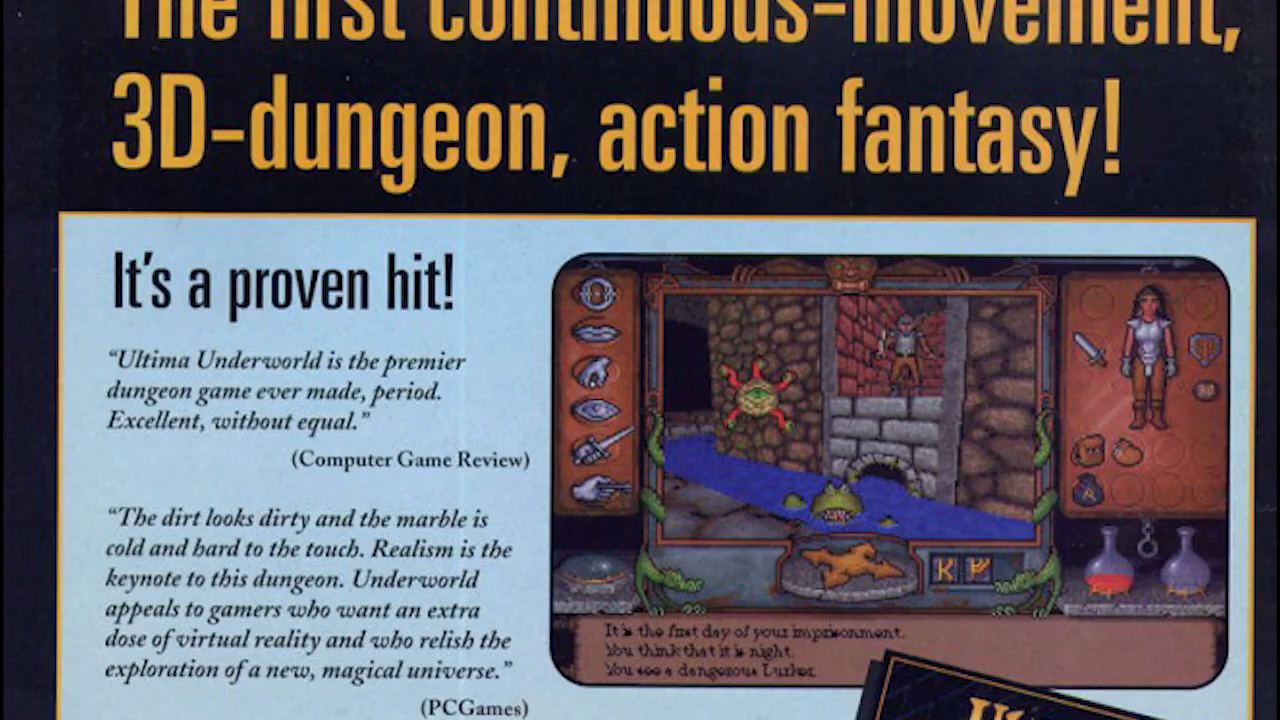 The first continuous-movement,
3D-dungeon, action fantasy!
It's a proven hit!
"Ultima Underworld is the premier
dungeon game ever made, period.
Excellent, without equal."
(Computer Game Review)
"The dirt looks dirty and the marble is
cold and hard to the touch. Realism is the
keynote to this dungeon. Underworld
appeals to gamers who want an extra
dose of virtual reality and who relish the
exploration of a new, magical universe."
(PCGames)
It is the first day of your imprisonment.
You think that it is night.
You see a dangerous Lurker.